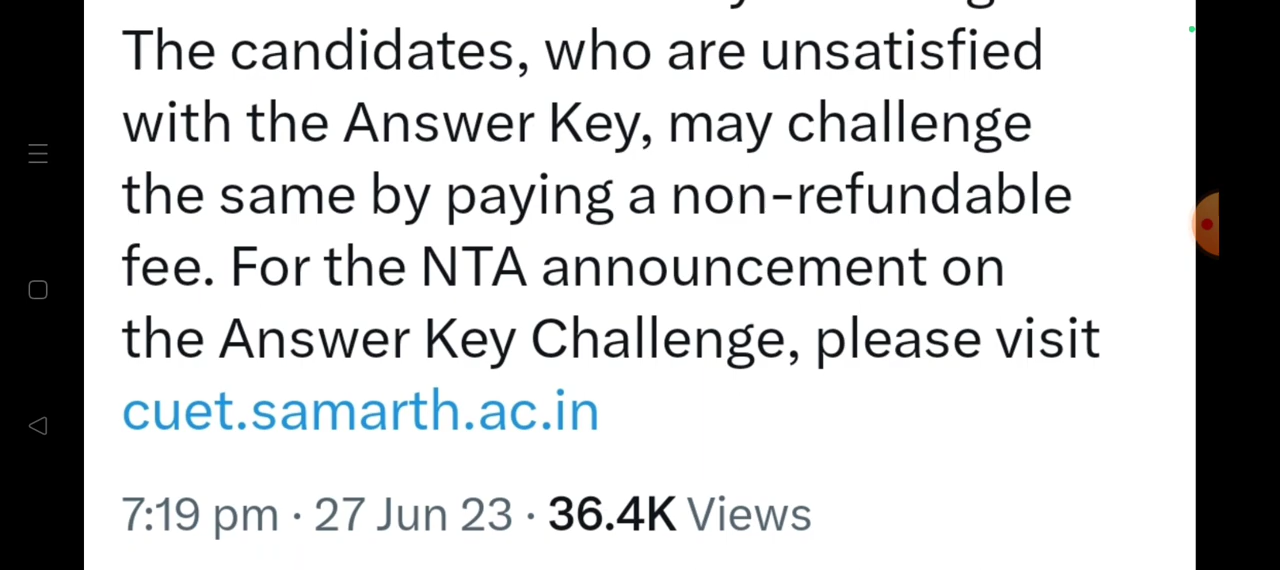 The candidates, who are unsatisfied
with the Answer Key, may challenge
the same by paying a non-refundable
fee. For the NTA announcement on
the Answer Key Challenge, please visit
cuet.samarth.ac.in
7:19 pm · 27 Jun 23 · 36.4K Views